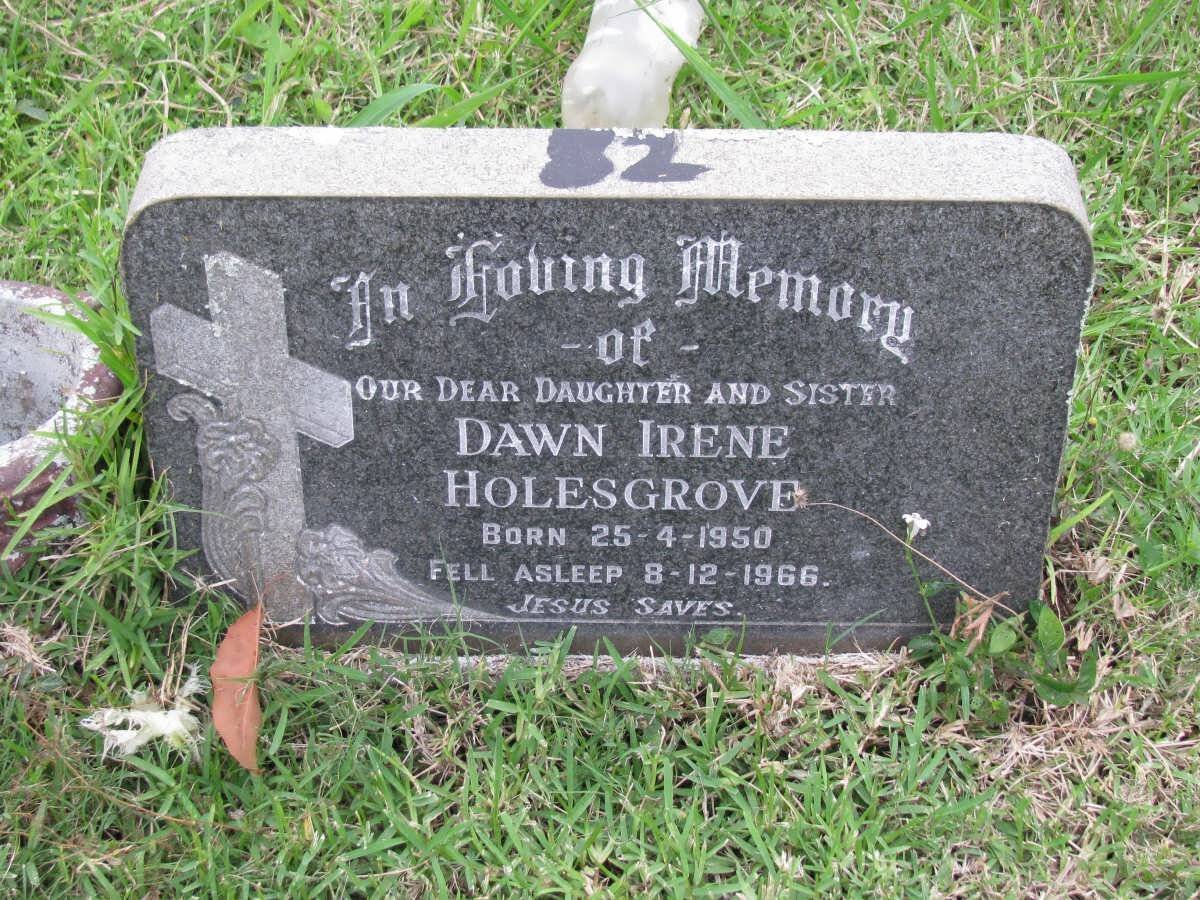 82
In Loving Memory
- of -
OUR DEAR DAUGHTER AND SISTER
DAWN IRENE
HOLESGROVE
BORN 25-4-1950
FELL ASLEEP 8-12-1966.
JESUS SAVES.